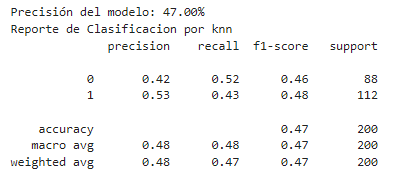 Precisión del modelo: 47.00%
Reporte de Clasificacion por knn
precision recall f1-score support
0 0.42 0.52 0.46 88
1 0.53 0.43 0.48 112
accuracy 0.47 200
macro avg 0.48 0.48 0.47 200
weighted avg 0.48 0.47 0.47 200